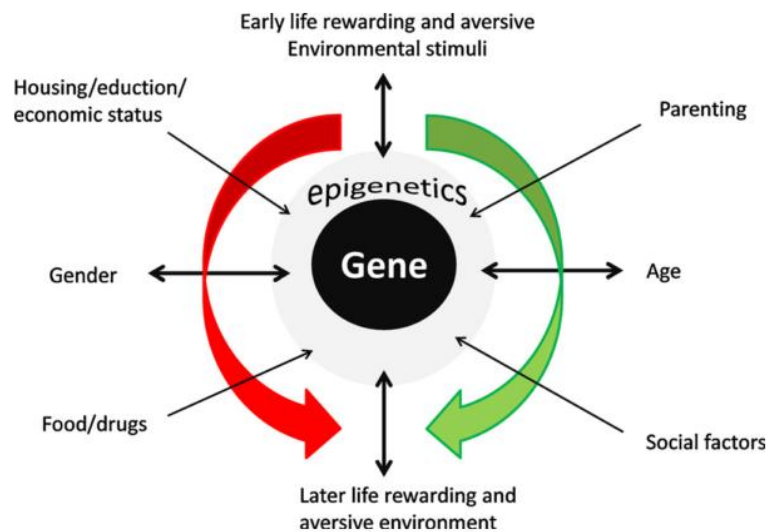 Early life rewarding and aversive
Environmental stimuli
Housing/eduction/
economic status
Parenting
epigenetics
Gene
Gender
Age
Food/drugs
Social factors
Later life rewarding and
aversive environment